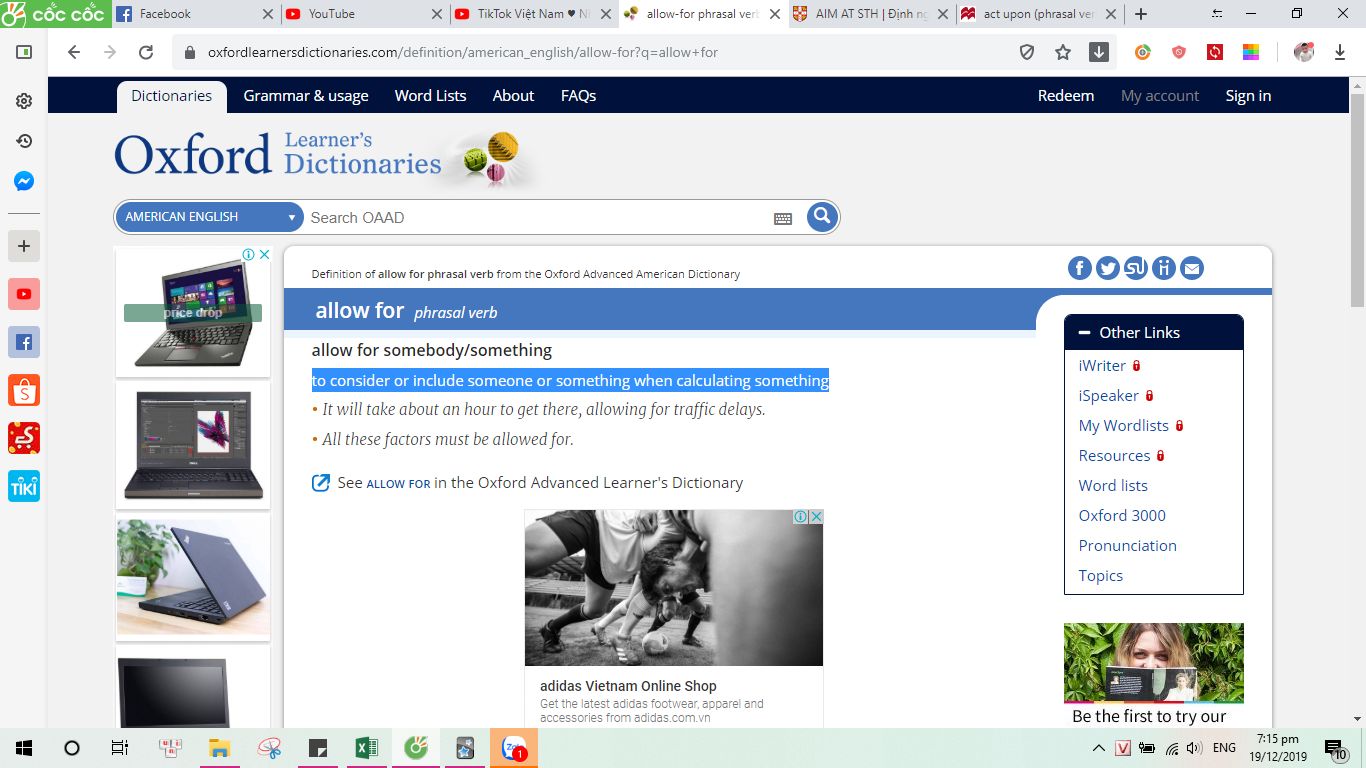 cốc cốc
Facebook
YouTube
TikTok Việt Nam ♥ Ni
allow-for phrasal verb
AIM AT STH | Định ng
act upon (phrasal ver
oxfordlearnersdictionaries.com/definition/american_english/allow-for?q=allow+for
Dictionaries
Grammar & usage
Word Lists
About
FAQs
Redeem
My account
Sign in
Oxford Learner's Dictionaries
AMERICAN ENGLISH
Search OAAD
price drop
Definition of allow for phrasal verb from the Oxford Advanced American Dictionary
allow for phrasal verb
allow for somebody/something
to consider or include someone or something when calculating something
• It will take about an hour to get there, allowing for traffic delays.
• All these factors must be allowed for.
See ALLOW FOR in the Oxford Advanced Learner's Dictionary
adidas Vietnam Online Shop
Get the latest adidas footwear, apparel and
accessories from adidas.com.vn
Other Links
iWriter
iSpeaker
My Wordlists
Resources
Word lists
Oxford 3000
Pronunciation
Topics
Be the first to try our
TIKI
Zalo
1
ENG
7:15 pm
19/12/2019
10